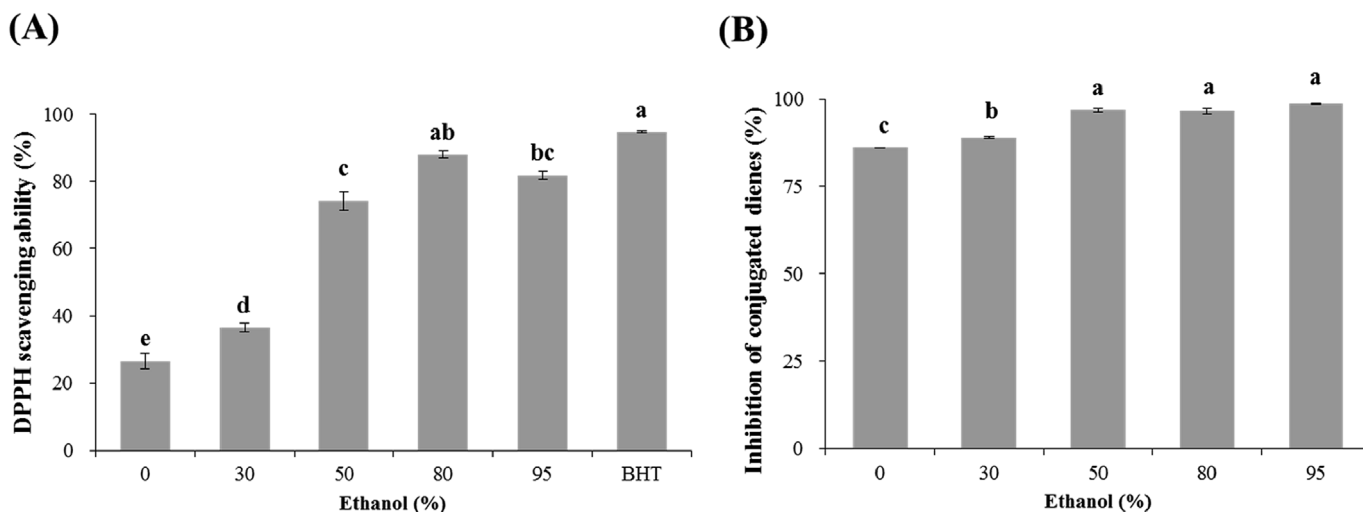 (A)
DPPH scavenging ability (%)
100
80
60
40
20
0
e
d
c
ab
bc
a
0 30 50 80 95 BHT
Ethanol (%)
(B)
Inhibition of conjugated dienes (%)
100
75
50
25
0
c
b
a
a
a
0 30 50 80 95
Ethanol (%)